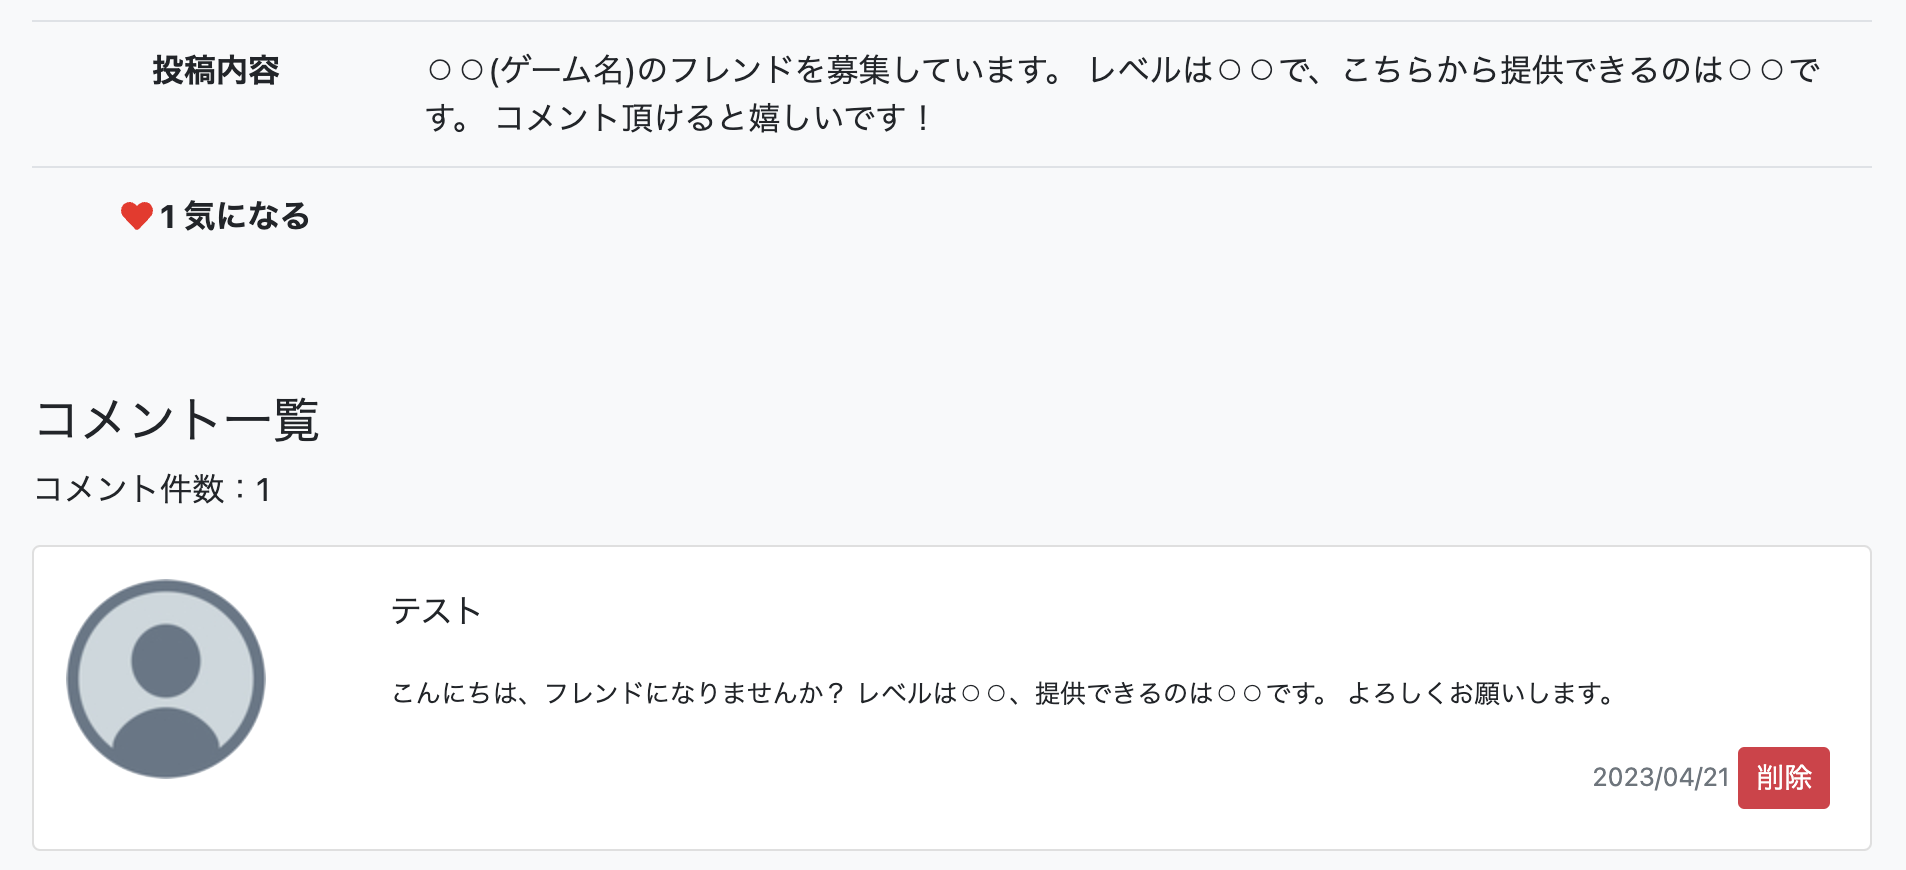 投稿内容
○○(ゲーム名)のフレンドを募集しています。 レベルは○○で、こちらから提供できるのは○○で
す。 コメント頂けると嬉しいです！
1 気になる
コメント一覧
コメント件数：1
テスト
こんにちは、フレンドになりませんか？ レベルは○○、提供できるのは○○です。 よろしくお願いします。
2023/04/21 削除